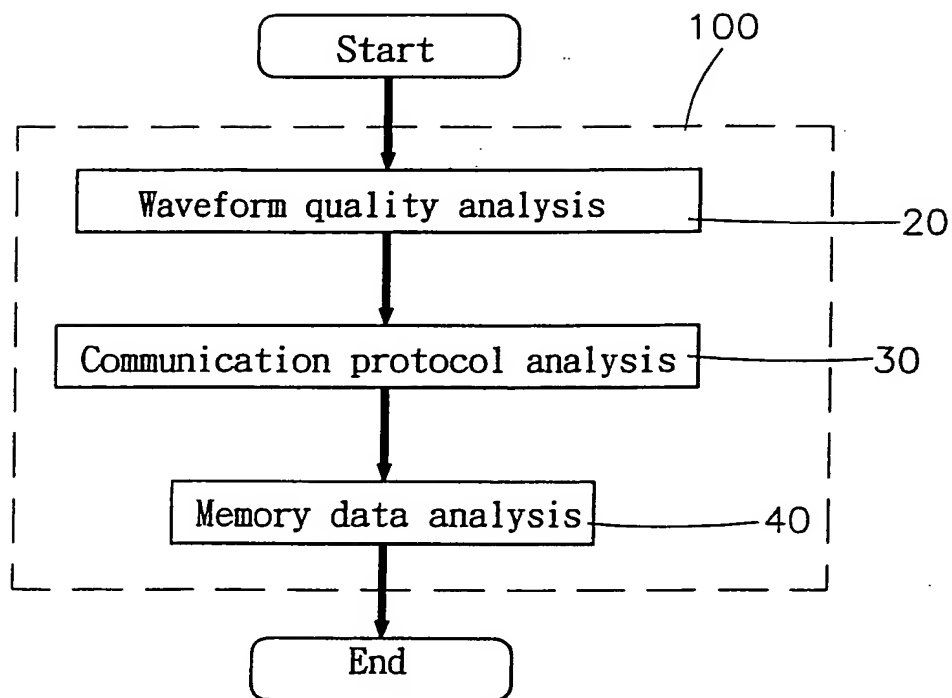 Start
100
Waveform quality analysis
20
Communication protocol analysis
30
Memory data analysis
40
End